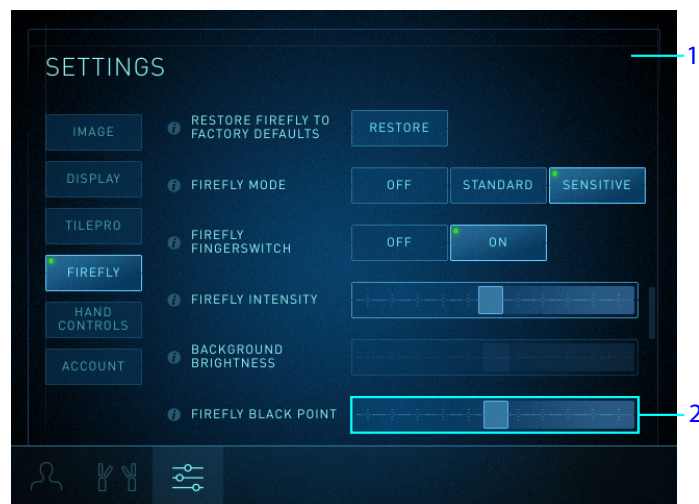 1
SETTINGS
IMAGE
DISPLAY
TILEPRO
FIREFLY
HAND
CONTROLS
ACCOUNT
RESTORE FIREFLY TO
FACTORY DEFAULTS
RESTORE
FIREFLY MODE
OFF STANDARD SENSITIVE
FIREFLY
FINGERSWITCH
OFF ON
FIREFLY INTENSITY
BACKGROUND
BRIGHTNESS
FIREFLY BLACK POINT
2